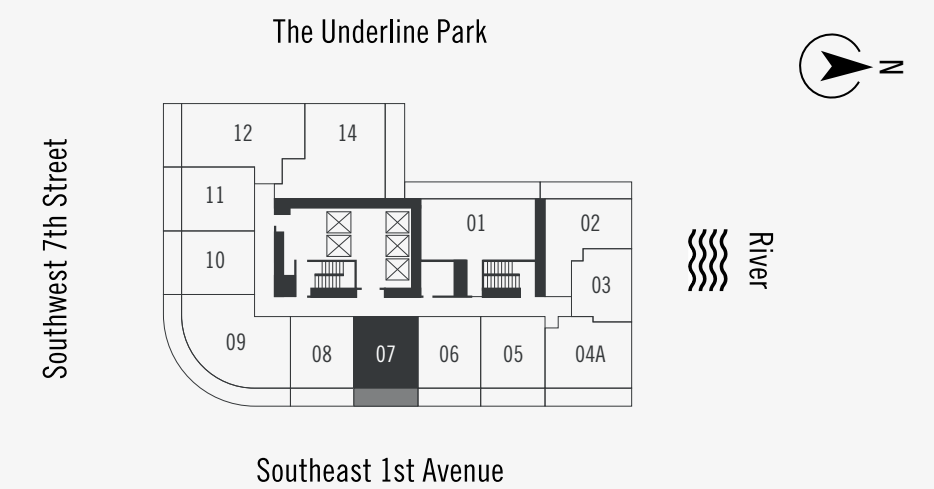 The Underline Park
N
Southwest 7th Street
12
14
11
01
02
10
03
09
08
07
06
05
04A
River
Southeast 1st Avenue